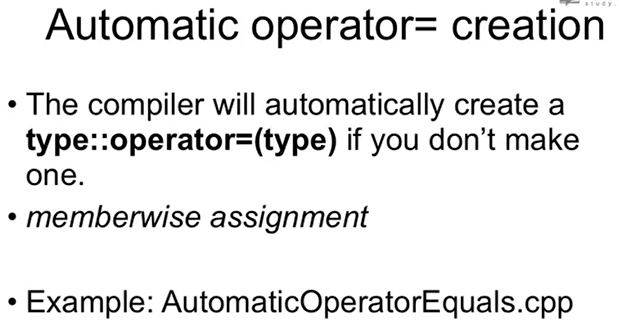 Automatic operator= creation
study.
• The compiler will automatically create a
type::operator=(type) if you don’t make
one.
• memberwise assignment
• Example: AutomaticOperatorEquals.cpp